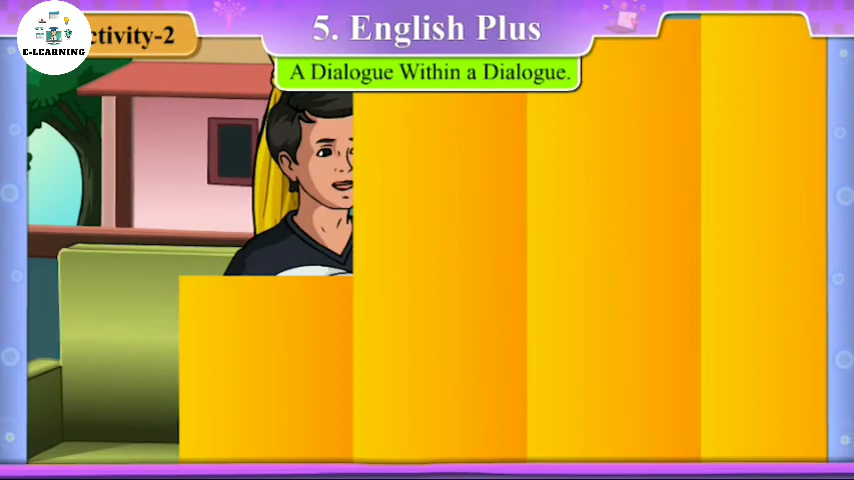 5. English Plus
ctivity-2
E-LEARNING
A Dialogue Within a Dialogue.